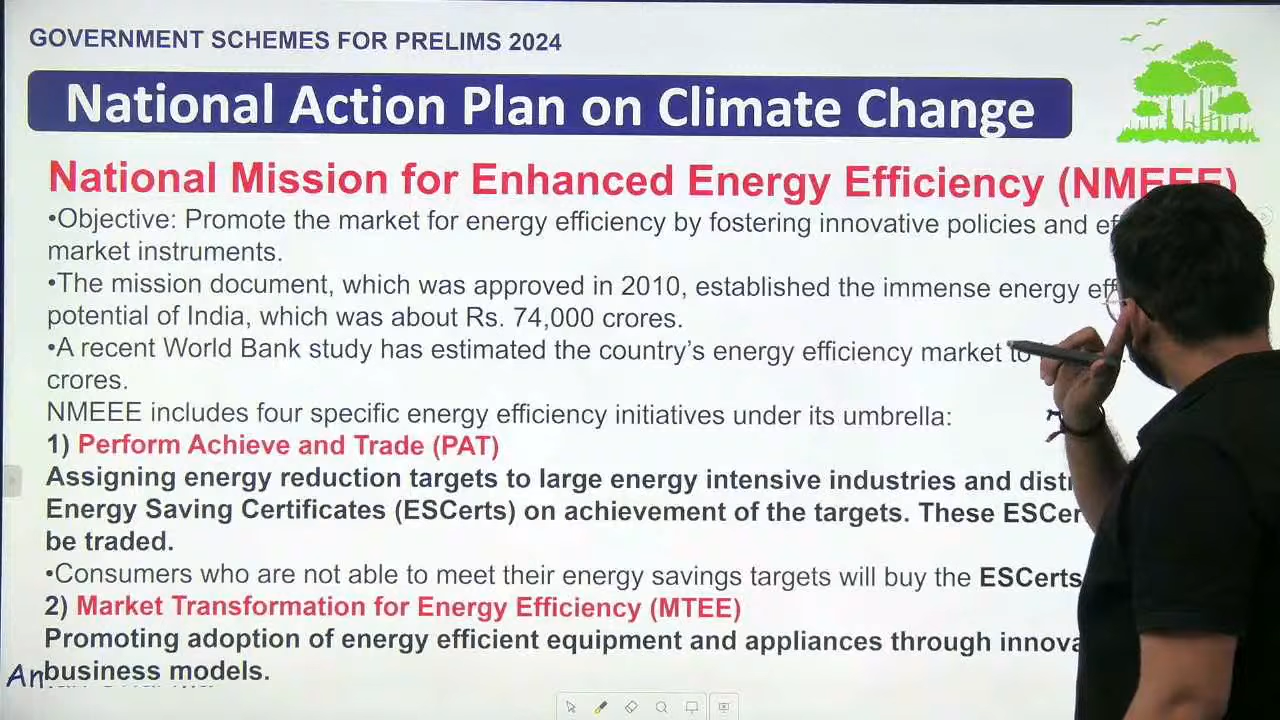 GOVERNMENT SCHEMES FOR PRELIMS 2024
National Action Plan on Climate Change
National Mission for Enhanced Energy Efficiency (NMEEE)
•Objective: Promote the market for energy efficiency by fostering innovative policies and
market instruments.
•The mission document, which was approved in 2010, established the immense energy
potential of India, which was about Rs. 74,000 crores.
•A recent World Bank study has estimated the country's energy efficiency market to
crores.
NMEEE includes four specific energy efficiency initiatives under its umbrella:
1) Perform Achieve and Trade (PAT)
Assigning energy reduction targets to large energy intensive industries and
Energy Saving Certificates (ESCerts) on achievement of the targets. These
be traded.
•Consumers who are not able to meet their energy savings targets will buy the ESCerts
2) Market Transformation for Energy Efficiency (MTEE)
Promoting adoption of energy efficient equipment and appliances through
business models.